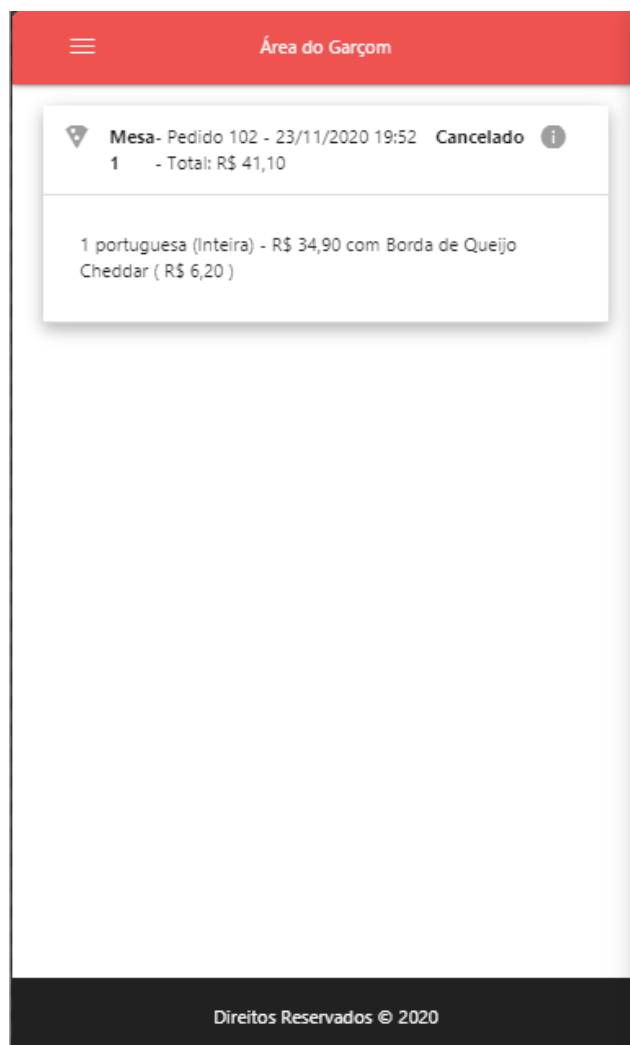 Área do Garçom
Mesa- Pedido 102 - 23/11/2020 19:52 Cancelado
1 - Total: R$ 41,10
1 portuguesa (Inteira) - R$ 34,90 com Borda de Queijo
Cheddar ( R$ 6,20 )
Direitos Reservados © 2020